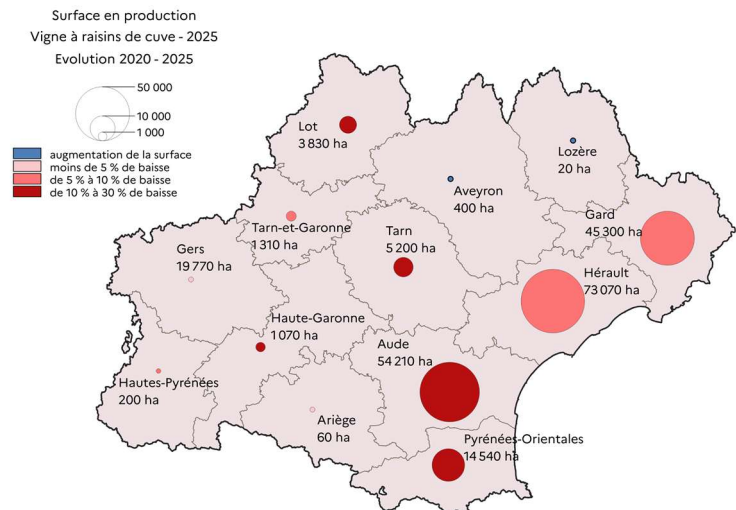 Surface en production
Vigne à raisins de cuve - 2025
Evolution 2020 - 2025
50 000
10 000
1 000
augmentation de la surface
moins de 5 % de baisse
de 5 % à 10 % de baisse
de 10 % à 30 % de baisse
Lot
3 830 ha
Lozère
20 ha
Aveyron
400 ha
Gard
45 300 ha
Tarn-et-Garonne
1 310 ha
Tarn
5 200 ha
Gers
19 770 ha
Hérault
73 070 ha
Haute-Garonne
1 070 ha
Aude
54 210 ha
Hautes-Pyrénées
200 ha
Ariège
60 ha
Pyrénées-Orientales
14 540 ha